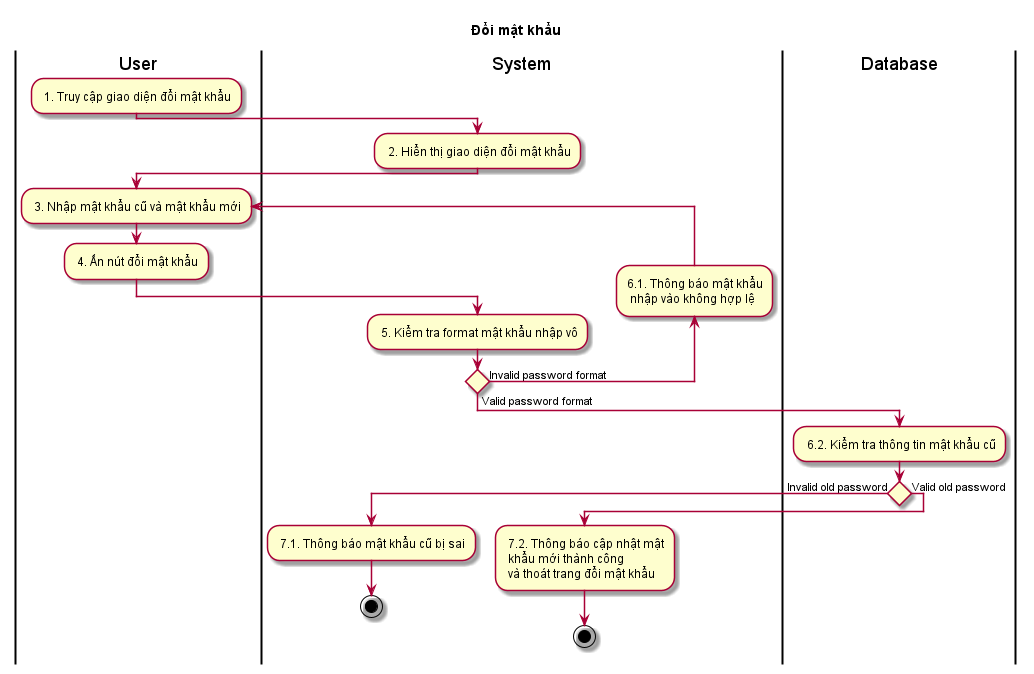 Đổi mật khẩu
User
System
Database
1. Truy cập giao diện đổi mật khẩu
2. Hiển thị giao diện đổi mật khẩu
3. Nhập mật khẩu cũ và mật khẩu mới
4. Ấn nút đổi mật khẩu
6.1. Thông báo mật khẩu
nhập vào không hợp lệ
5. Kiểm tra format mật khẩu nhập vô
Invalid password format
Valid password format
6.2. Kiểm tra thông tin mật khẩu cũ
Invalid old password
Valid old password
7.1. Thông báo mật khẩu cũ bị sai
7.2. Thông báo cập nhật mật
khẩu mới thành công
và thoát trang đổi mật khẩu